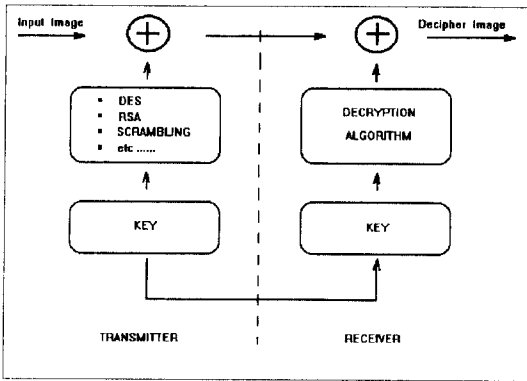 Input Image
Decipher Image
DES
RSA
SCRAMBLING
etc ......
DECRYPTION
ALGORITHM
KEY
KEY
TRANSMITTER
RECEIVER